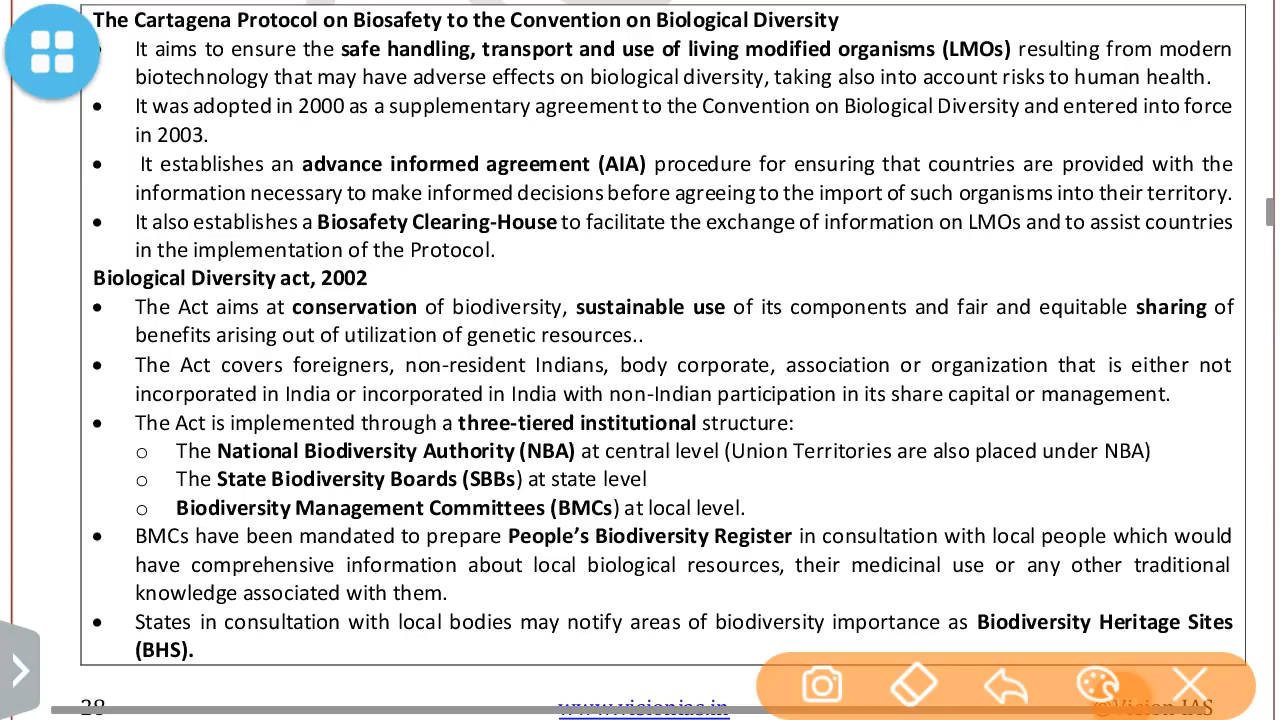 The Cartagena Protocol on Biosafety to the Convention on Biological Diversity
It aims to ensure the safe handling, transport and use of living modified organisms (LMOs) resulting from modern
biotechnology that may have adverse effects on biological diversity, taking also into account risks to human health.
• It was adopted in 2000 as a supplementary agreement to the Convention on Biological Diversity and entered into force
in 2003.
• It establishes an advance informed agreement (AIA) procedure for ensuring that countries are provided with the
information necessary to make informed decisions before agreeing to the import of such organisms into their territory.
• It also establishes a Biosafety Clearing-House to facilitate the exchange of information on LMOs and to assist countries
in the implementation of the Protocol.
Biological Diversity act, 2002
• The Act aims at conservation of biodiversity, sustainable use of its components and fair and equitable sharing of
benefits arising out of utilization of genetic resources..
• The Act covers foreigners, non-resident Indians, body corporate, association or organization that is either not
incorporated in India or incorporated in India with non-Indian participation in its share capital or management.
• The Act is implemented through a three-tiered institutional structure:
o The National Biodiversity Authority (NBA) at central level (Union Territories are also placed under NBA)
o The State Biodiversity Boards (SBBs) at state level
o Biodiversity Management Committees (BMCs) at local level.
• BMCs have been mandated to prepare People's Biodiversity Register in consultation with local people which would
have comprehensive information about local biological resources, their medicinal use or any other traditional
knowledge associated with them.
• States in consultation with local bodies may notify areas of biodiversity importance as Biodiversity Heritage Sites
(BHS).
28 www.visionias.in ©Vision IAS